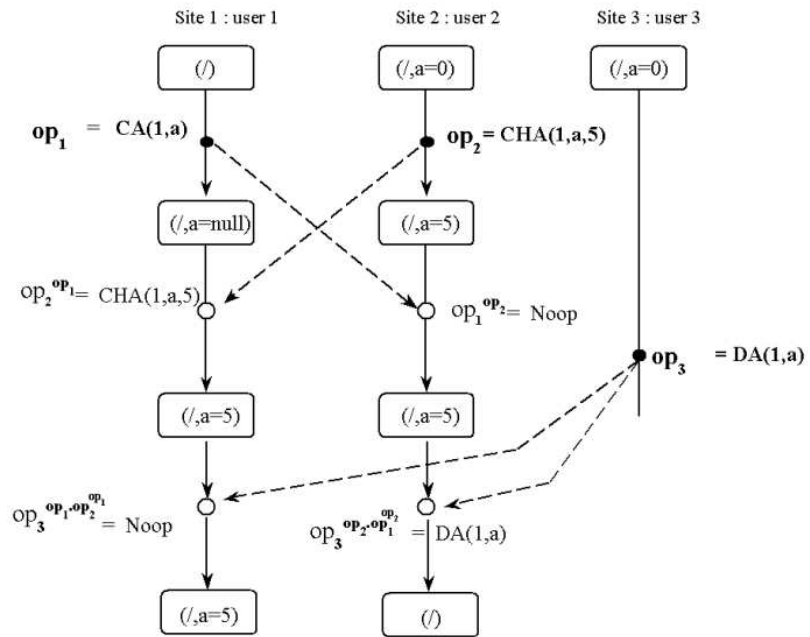 Site 1 : user 1
Site 2 : user 2
Site 3 : user 3
(/)
(/,a=0)
(/,a=0)
op1 = CA(1,a)
op2 = CHA(1,a,5)
(/,a=null)
(/,a=5)
op2^op1 = CHA(1,a,5)
op1^op2 = Noop
op3 = DA(1,a)
(/,a=5)
(/,a=5)
op3^op1.op2^op1 = Noop
op3^op2.op1^op2 = DA(1,a)
(/,a=5)
(/)